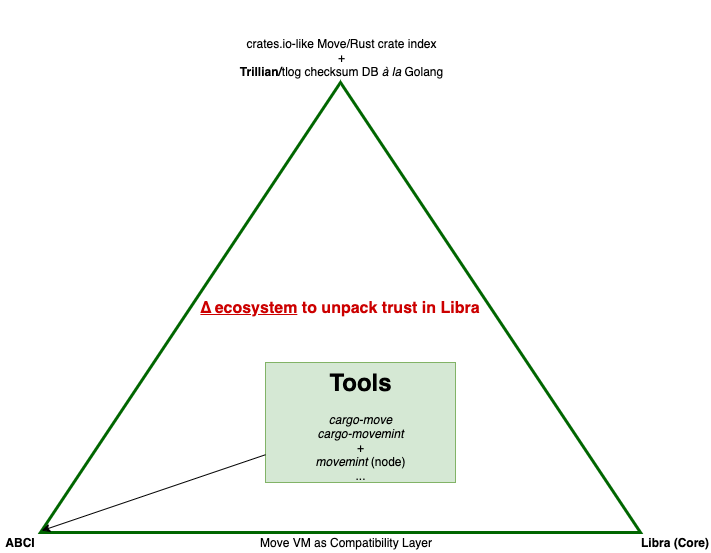 crates.io-like Move/Rust crate index
+
Trillian/tlog checksum DB à la Golang
Δ ecosystem to unpack trust in Libra
Tools
cargo-move
cargo-movemint
+
movemint (node)
...
ABCI
Move VM as Compatibility Layer
Libra (Core)